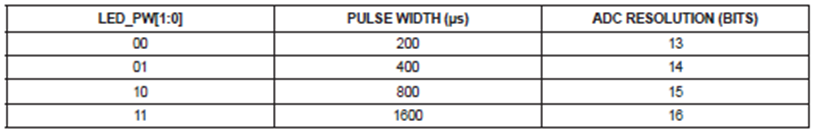 LED_PW[1:0] PULSE WIDTH (µs) ADC RESOLUTION (BITS)
00 200 13
01 400 14
10 800 15
11 1600 16